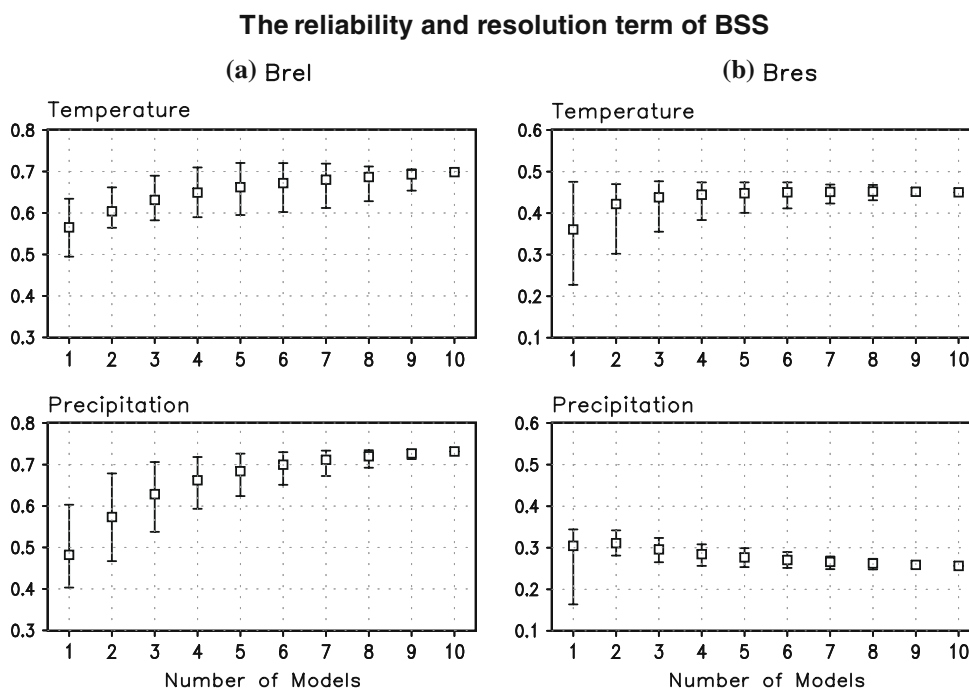 The reliability and resolution term of BSS
(a) Brel
(b) Bres
Temperature
0.8
0.7
0.6
0.5
0.4
0.3
1 2 3 4 5 6 7 8 9 10
Temperature
0.6
0.5
0.4
0.3
0.2
0.1
1 2 3 4 5 6 7 8 9 10
Precipitation
0.8
0.7
0.6
0.5
0.4
0.3
1 2 3 4 5 6 7 8 9 10
Number of Models
Precipitation
0.6
0.5
0.4
0.3
0.2
0.1
1 2 3 4 5 6 7 8 9 10
Number of Models